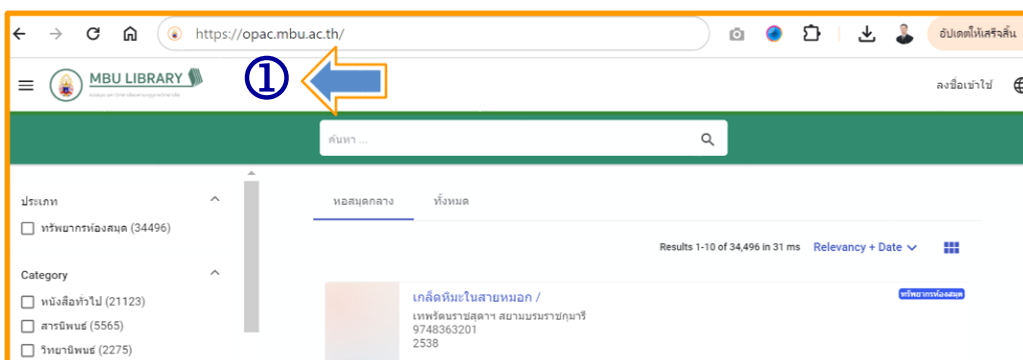 https://opac.mbu.ac.th/
อัปเดตให้เสร็จสิ้น
MBU LIBRARY
①
ลงชื่อเข้าใช้
ค้นหา ...
ประเภท
ทรัพยากรห้องสมุด (34496)
Category
หนังสือทั่วไป (21123)
สารนิพนธ์ (5565)
วิทยานิพนธ์ (2275)
หอสมุดกลาง ทั้งหมด
Results 1-10 of 34,496 in 31 ms Relevancy + Date
เกล็ดหิมะในสายหมอก /
ทรัพยากรห้องสมุด
เทพรัตนราชสุดาฯ สยามบรมราชกุมารี
9748363201
2538